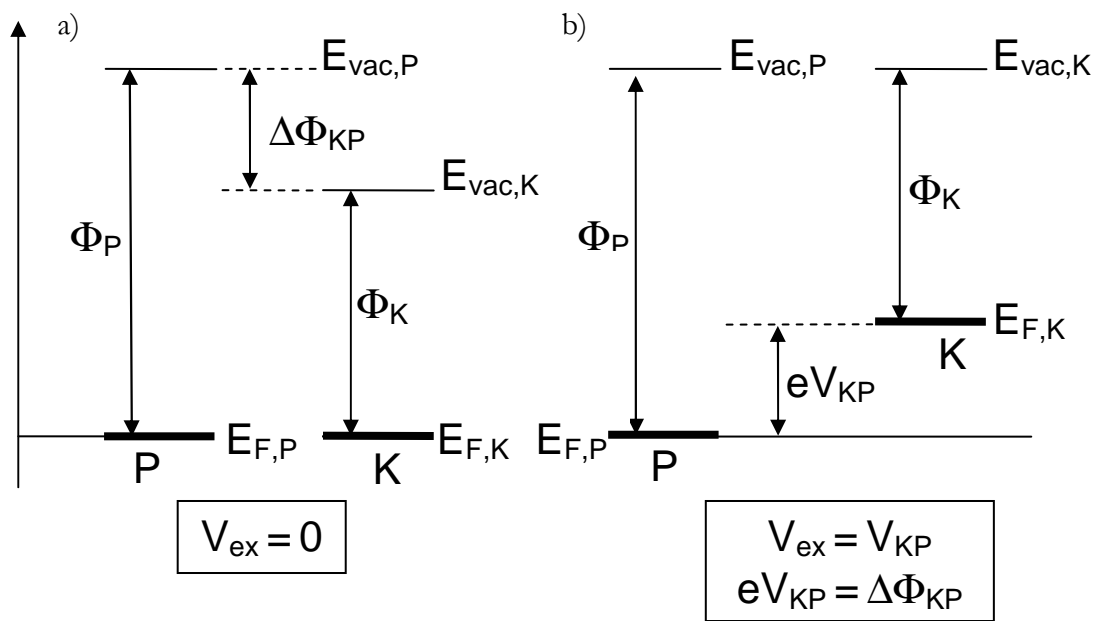 a)
E_vac,P
ΔΦ_KP
E_vac,K
Φ_P
Φ_K
E_F,P
E_F,K
P
K
V_ex = 0
b)
E_vac,P
E_vac,K
Φ_P
Φ_K
E_F,K
K
eV_KP
E_F,P
P
V_ex = V_KP
eV_KP = ΔΦ_KP